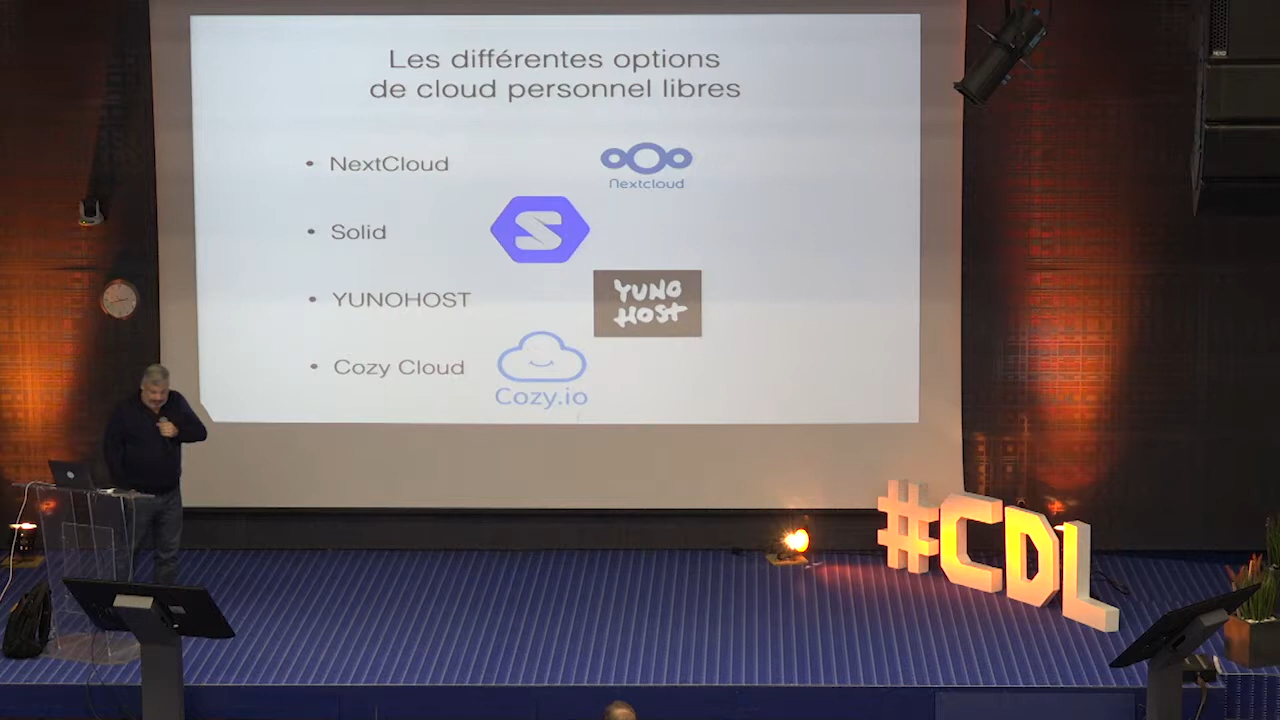 Les différentes options
de cloud personnel libres
• NextCloud
Nextcloud
• Solid
S
• YUNOHOST
YUNO
HOST
• Cozy Cloud
Cozy.io
#CDL